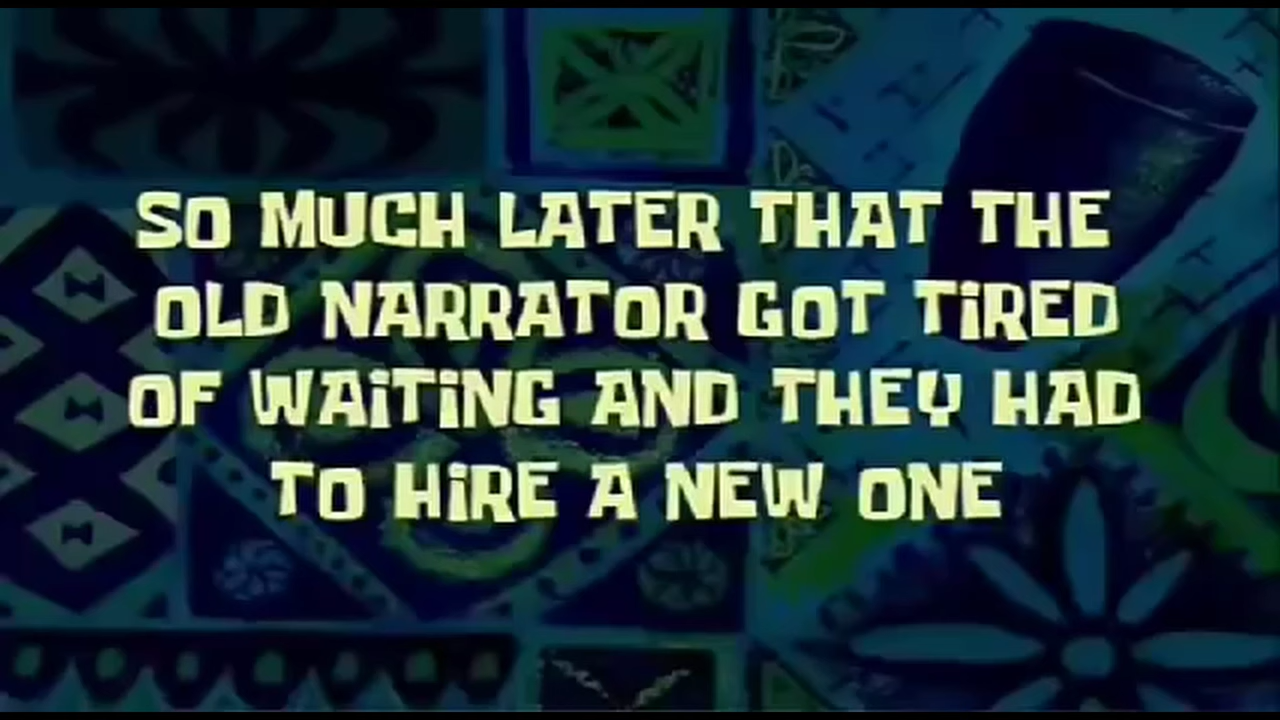 SO MUCH LATER THAT THE
OLD NARRATOR GOT TiRED
OF WAiTiNG AND THEY HAD
TO HiRE A NEW ONE